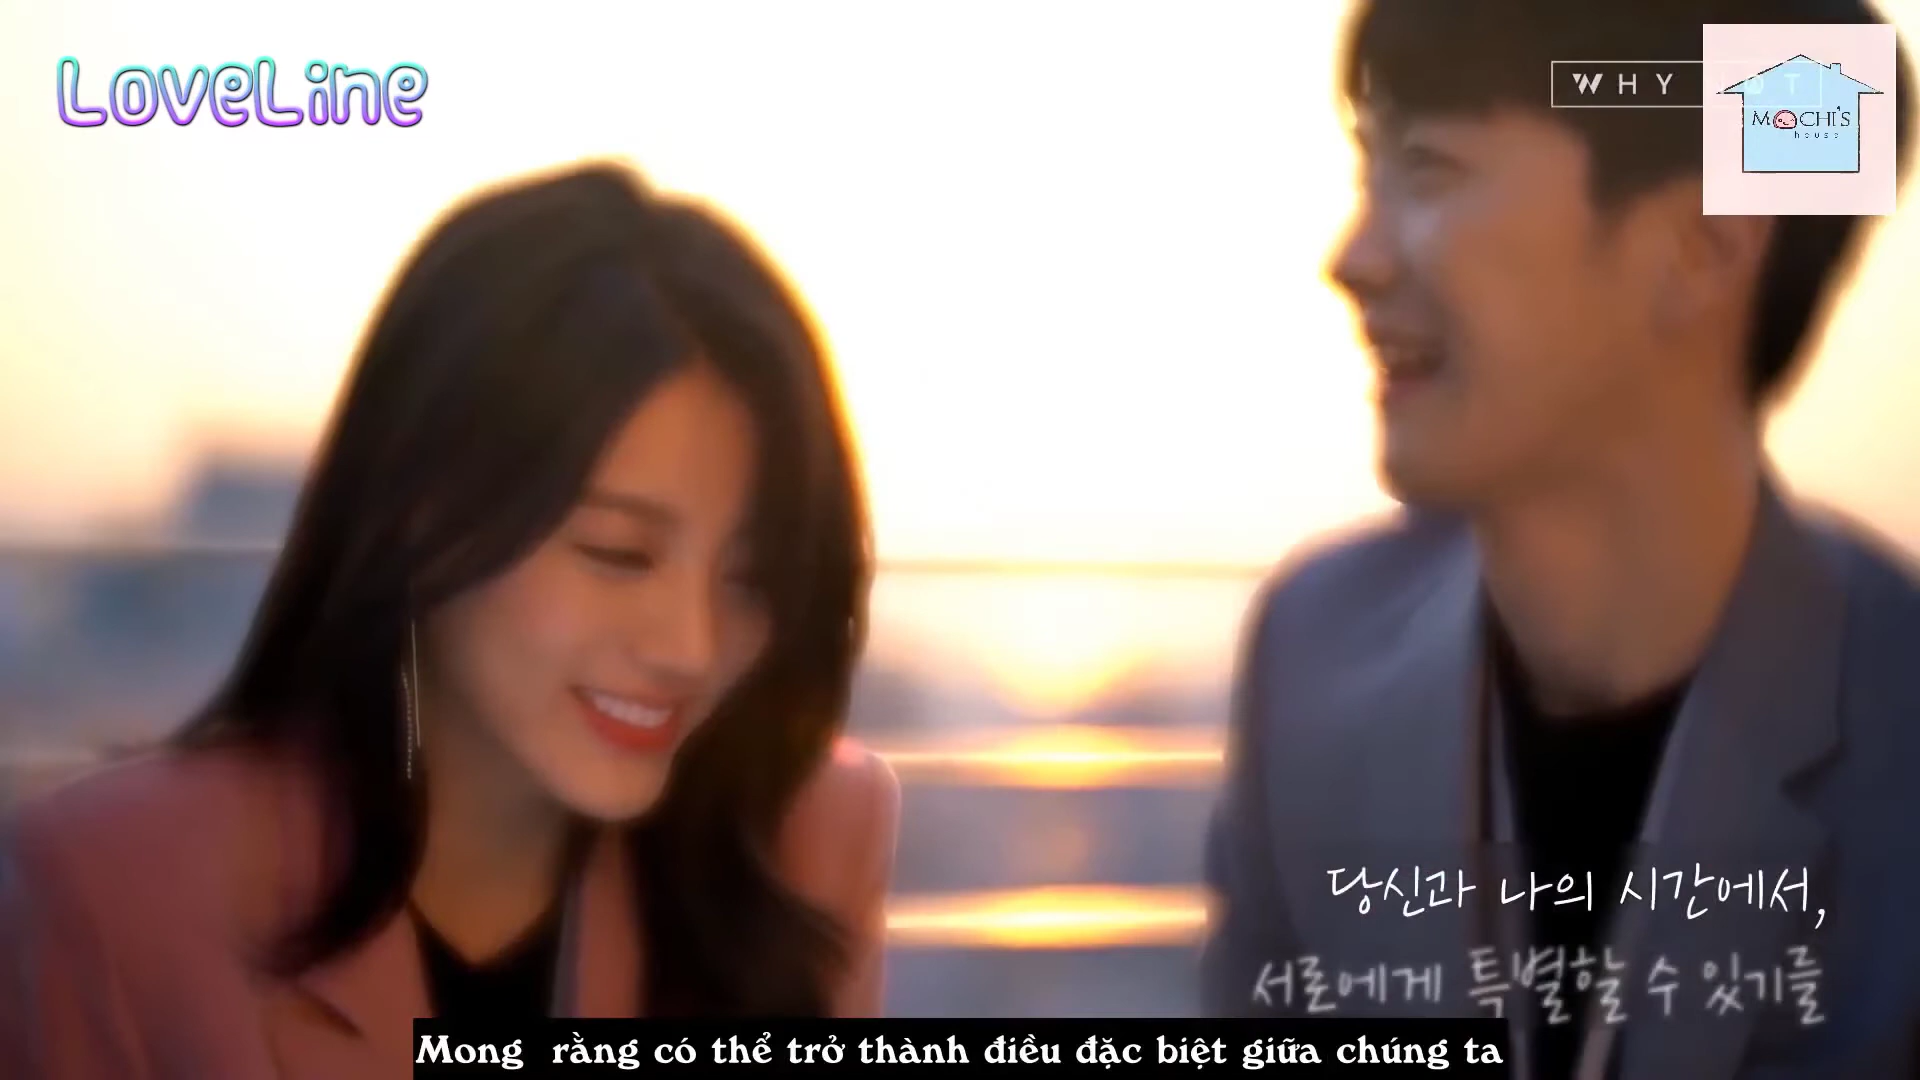 LoveLine
WHY
MOCHI'S
house
당신과 나의 시간에서,
서로에게 특별할 수 있기를
Mong rằng có thể trở thành điều đặc biệt giữa chúng ta